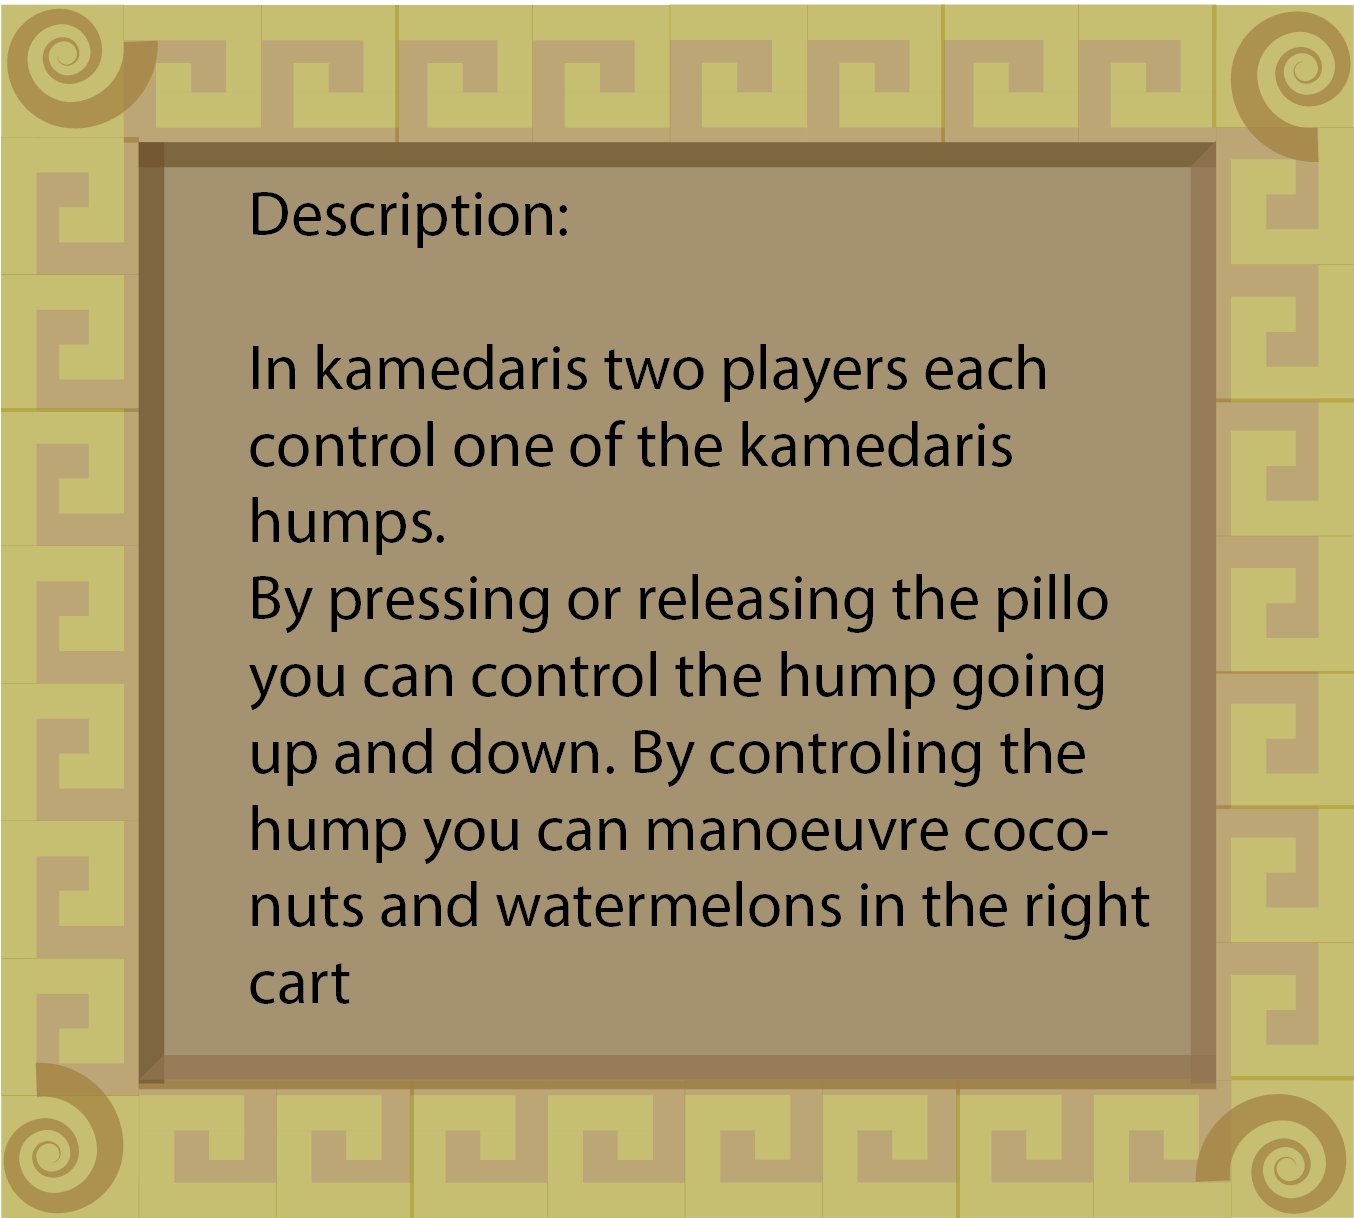 Description:
In kamedaris two players each
control one of the kamedaris
humps.
By pressing or releasing the pillo
you can control the hump going
up and down. By controling the
hump you can manoeuvre coco-
nuts and watermelons in the right
cart